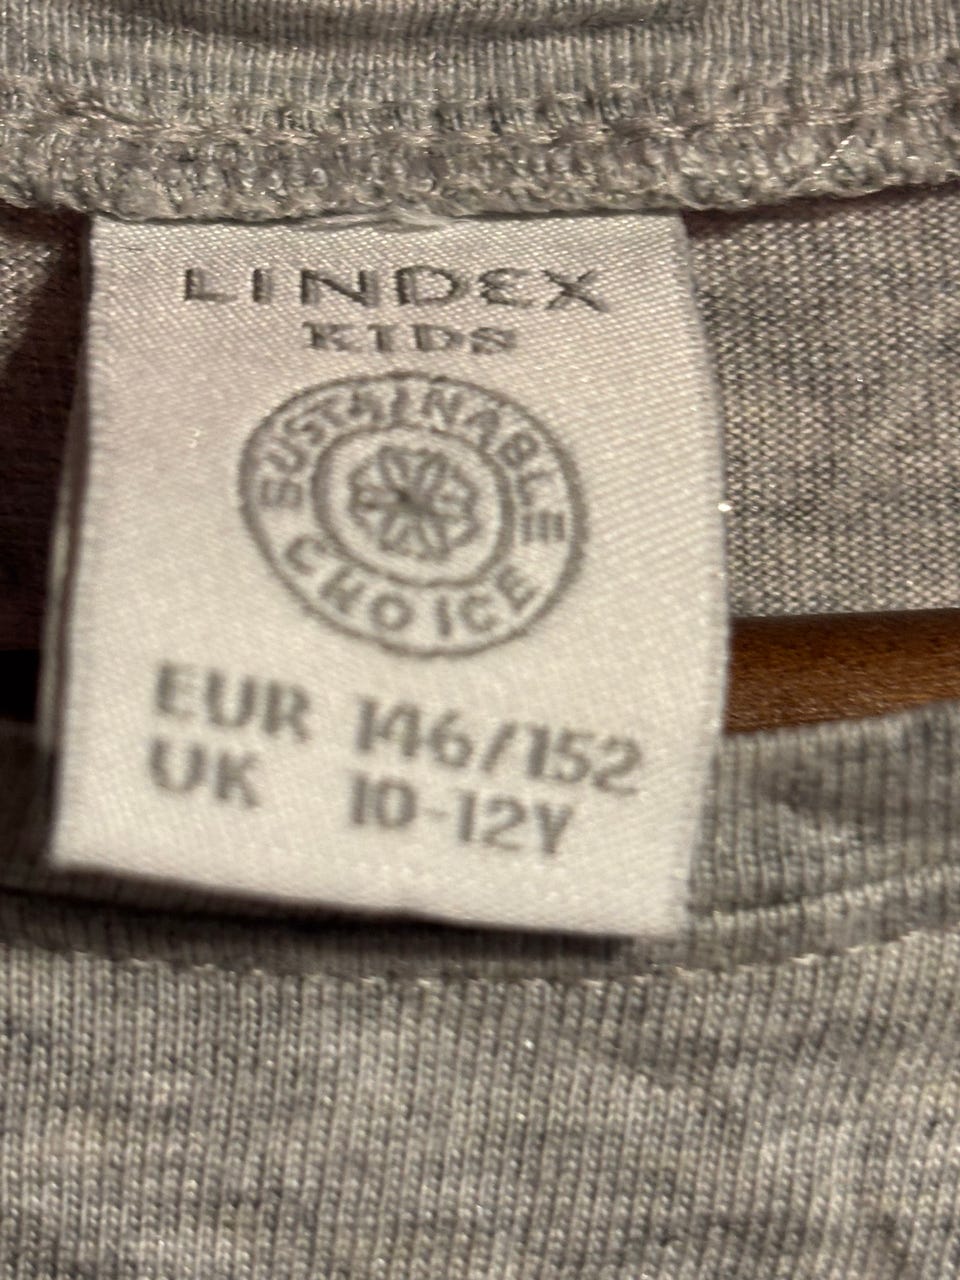 LINDEX
KIDS
SUSTAINABLE
CHOICE
EUR 146/152
UK 10-12Y